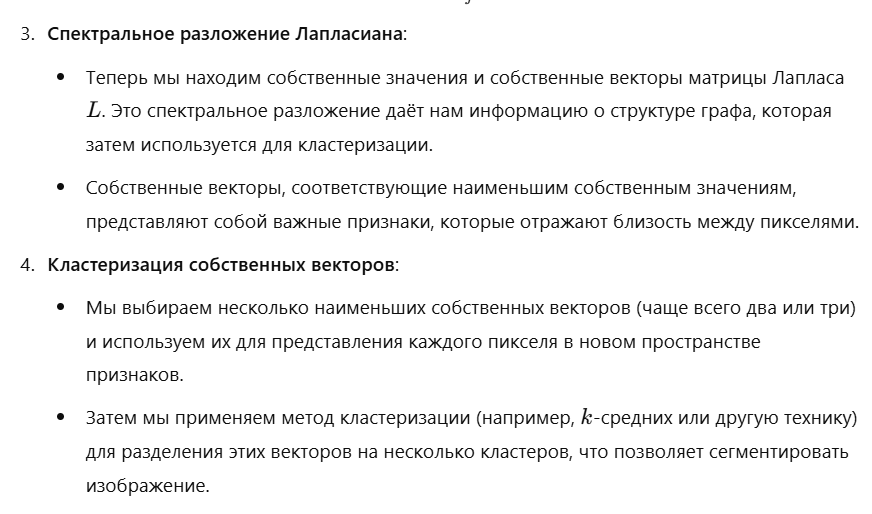 3. Спектральное разложение Лапласиана:
• Теперь мы находим собственные значения и собственные векторы матрицы Лапласа
L. Это спектральное разложение даёт нам информацию о структуре графа, которая
затем используется для кластеризации.
• Собственные векторы, соответствующие наименьшим собственным значениям,
представляют собой важные признаки, которые отражают близость между пикселями.
4. Кластеризация собственных векторов:
• Мы выбираем несколько наименьших собственных векторов (чаще всего два или три)
и используем их для представления каждого пикселя в новом пространстве
признаков.
• Затем мы применяем метод кластеризации (например, k-средних или другую технику)
для разделения этих векторов на несколько кластеров, что позволяет сегментировать
изображение.